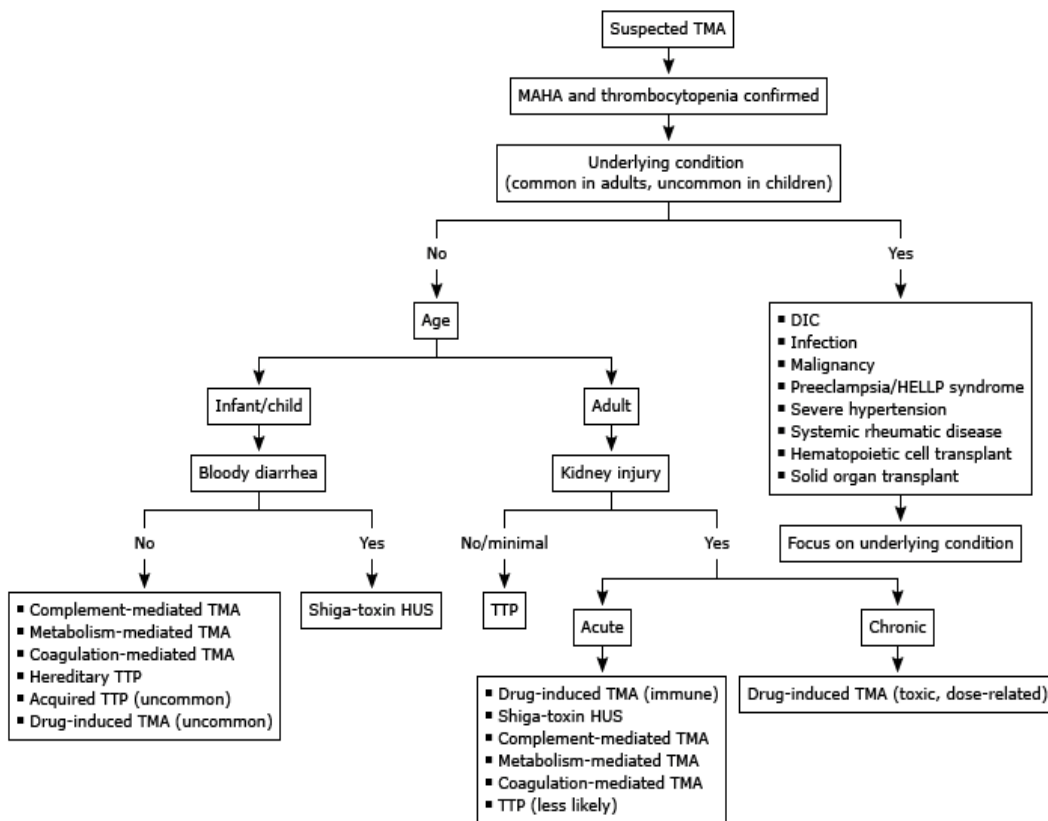 Suspected TMA
MAHA and thrombocytopenia confirmed
Underlying condition
(common in adults, uncommon in children)
No
Yes
Age
▪ DIC
▪ Infection
▪ Malignancy
▪ Preeclampsia/HELLP syndrome
▪ Severe hypertension
▪ Systemic rheumatic disease
▪ Hematopoietic cell transplant
▪ Solid organ transplant
Infant/child
Adult
Bloody diarrhea
Kidney injury
Focus on underlying condition
No
Yes
No/minimal
Yes
▪ Complement-mediated TMA
▪ Metabolism-mediated TMA
▪ Coagulation-mediated TMA
▪ Hereditary TTP
▪ Acquired TTP (uncommon)
▪ Drug-induced TMA (uncommon)
Shiga-toxin HUS
TTP
Acute
Chronic
▪ Drug-induced TMA (immune)
▪ Shiga-toxin HUS
▪ Complement-mediated TMA
▪ Metabolism-mediated TMA
▪ Coagulation-mediated TMA
▪ TTP (less likely)
Drug-induced TMA (toxic, dose-related)